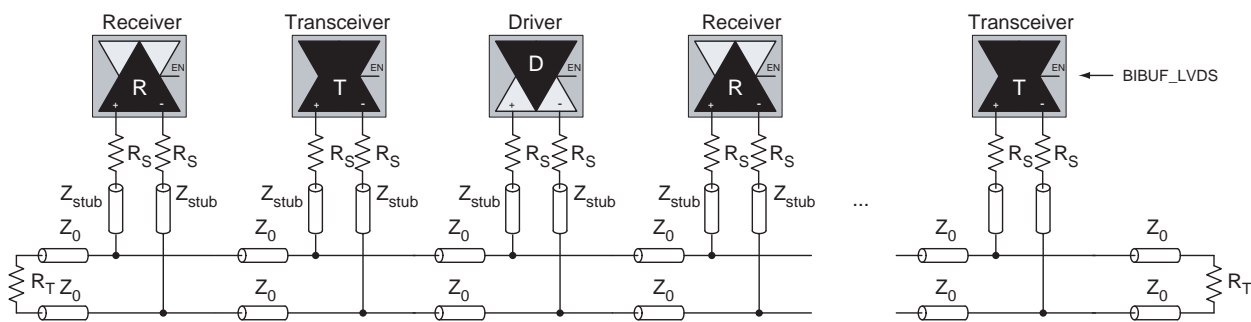 Receiver Transceiver Driver Receiver Transceiver
EN EN D EN EN EN
R T R T BIBUF_LVDS
+ - + - + - + - + -
R_S R_S R_S R_S R_S R_S R_S R_S R_S R_S
Z_stub Z_stub Z_stub Z_stub Z_stub Z_stub Z_stub Z_stub ...
Z_0 Z_0 Z_0 Z_0 Z_0 Z_0
R_T Z_0 Z_0 Z_0 Z_0 Z_0 Z_0 R_T